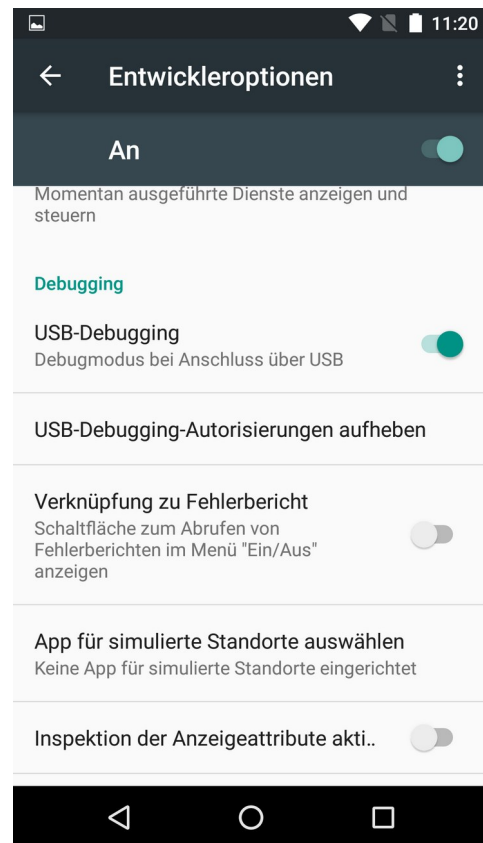 11:20
Entwickleroptionen
An
Momentan ausgeführte Dienste anzeigen und
steuern
Debugging
USB-Debugging
Debugmodus bei Anschluss über USB
USB-Debugging-Autorisierungen aufheben
Verknüpfung zu Fehlerbericht
Schaltfläche zum Abrufen von
Fehlerberichten im Menü "Ein/Aus"
anzeigen
App für simulierte Standorte auswählen
Keine App für simulierte Standorte eingerichtet
Inspektion der Anzeigeattribute akti..